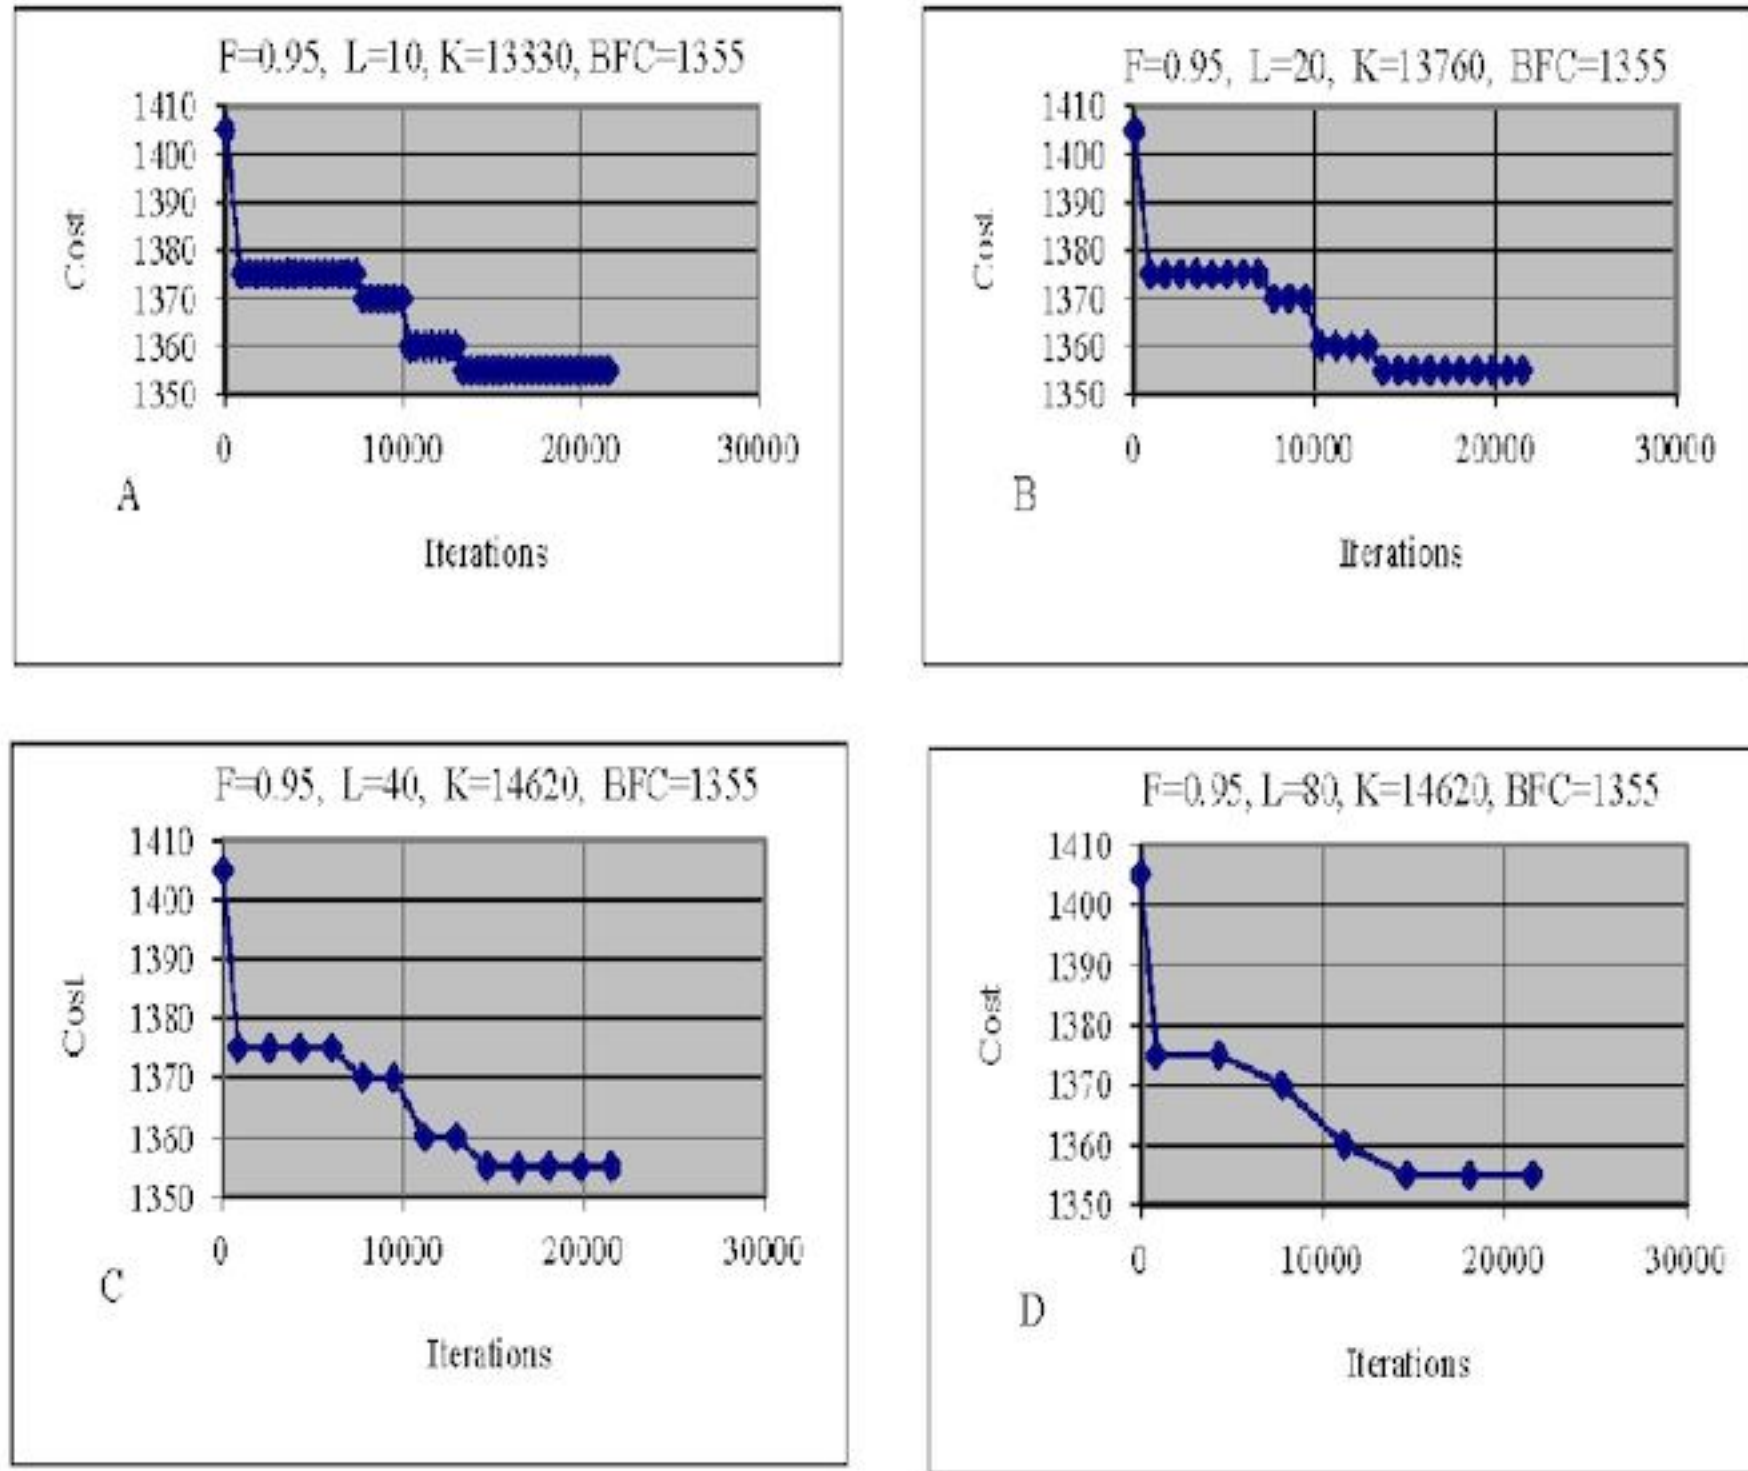 F=0.95, L=10, K=13330, BFC=1355
1410
1400
1390
1380
1370
1360
1350
Cost
0 10000 20000 30000
A
Iterations
F=0.95, L=20, K=13760, BFC=1355
1410
1400
1390
1380
1370
1360
1350
Cost
0 10000 20000 30000
B
Iterations
F=0.95, L=40, K=14620, BFC=1355
1410
1400
1390
1380
1370
1360
1350
Cost
0 10000 20000 30000
C
Iterations
F=0.95, L=80, K=14620, BFC=1355
1410
1400
1390
1380
1370
1360
1350
Cost
0 10000 20000 30000
D
Iterations